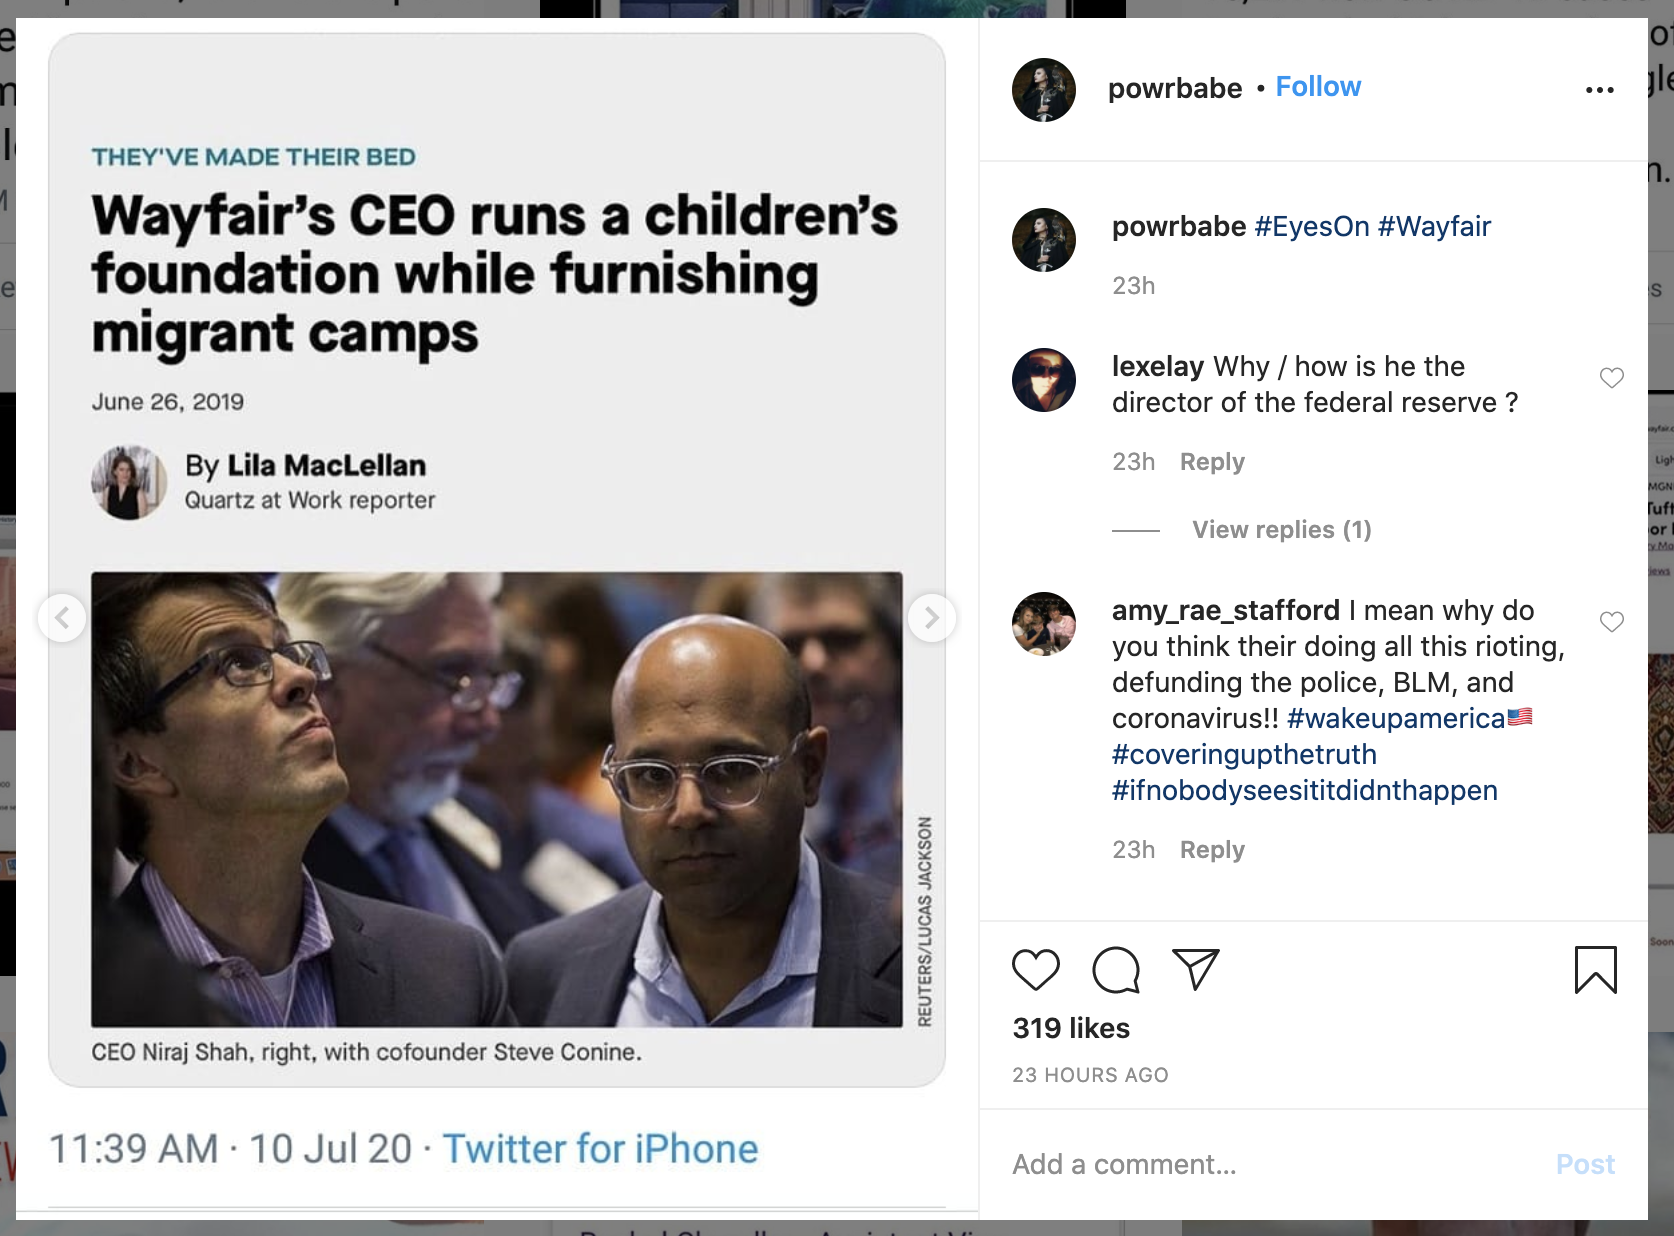 THEY'VE MADE THEIR BED
Wayfair's CEO runs a children's
foundation while furnishing
migrant camps
June 26, 2019
By Lila MacLellan
Quartz at Work reporter
REUTERS/LUCAS JACKSON
CEO Niraj Shah, right, with cofounder Steve Conine.
11:39 AM · 10 Jul 20 · Twitter for iPhone
powrbabe • Follow
powrbabe #EyesOn #Wayfair
23h
lexelay Why / how is he the
director of the federal reserve ?
23h Reply
View replies (1)
amy_rae_stafford I mean why do
you think their doing all this rioting,
defunding the police, BLM, and
coronavirus!! #wakeupamerica🇺🇸
#coveringupthetruth
#ifnobodyseesititdidnthappen
23h Reply
319 likes
23 HOURS AGO
Add a comment...
Post